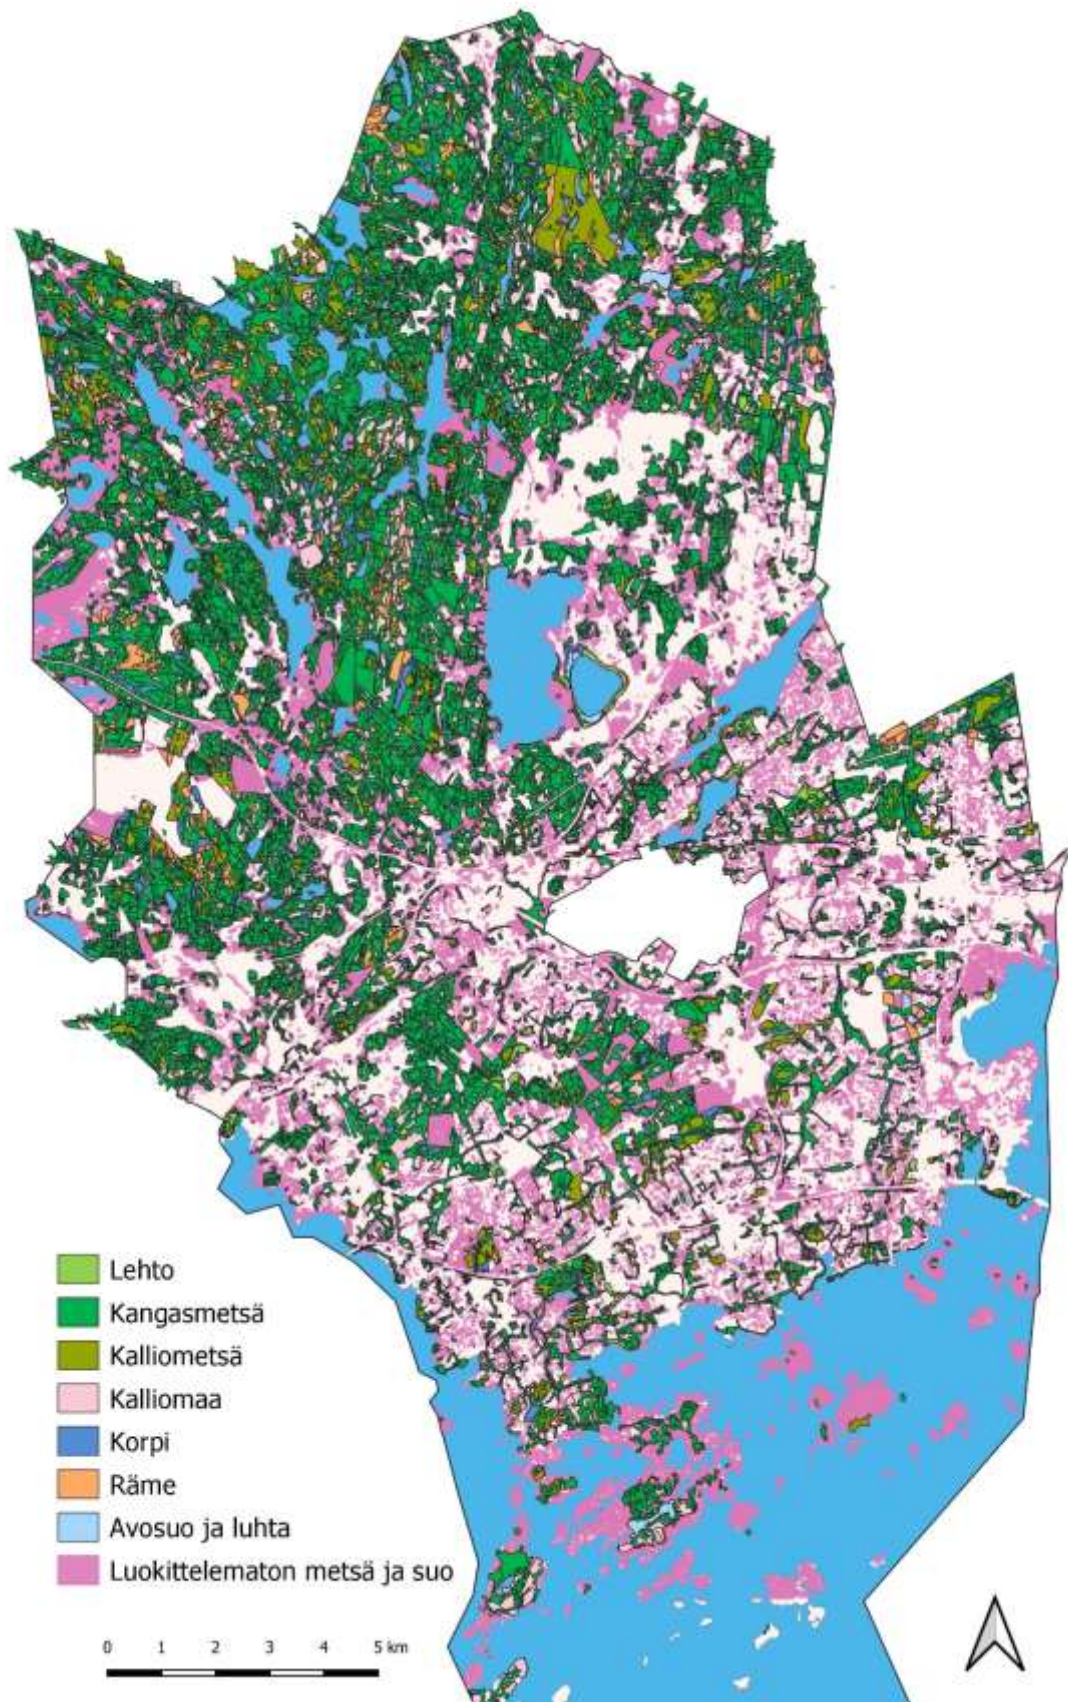 Lehto
Kangasmetsä
Kalliometsä
Kalliomaa
Korpi
Räme
Avosuo ja luhta
Luokittelematon metsä ja suo
0 1 2 3 4 5 km